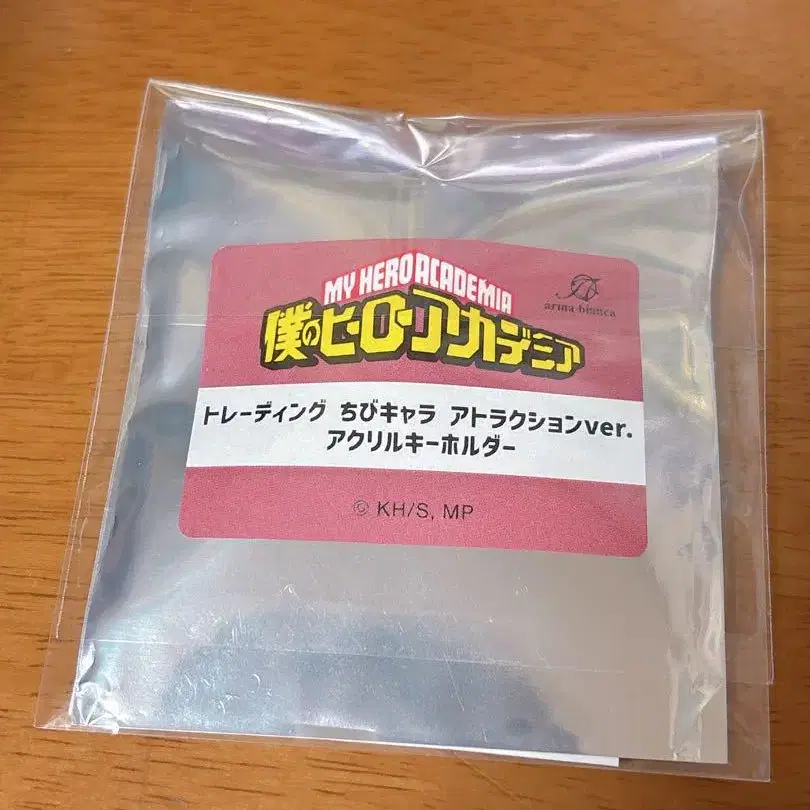 MY HERO ACADEMIA
僕のヒーローアカデミア
arma bianca
トレーディング ちびキャラ アトラクションver.
アクリルキーホルダー
© KH/S, MP